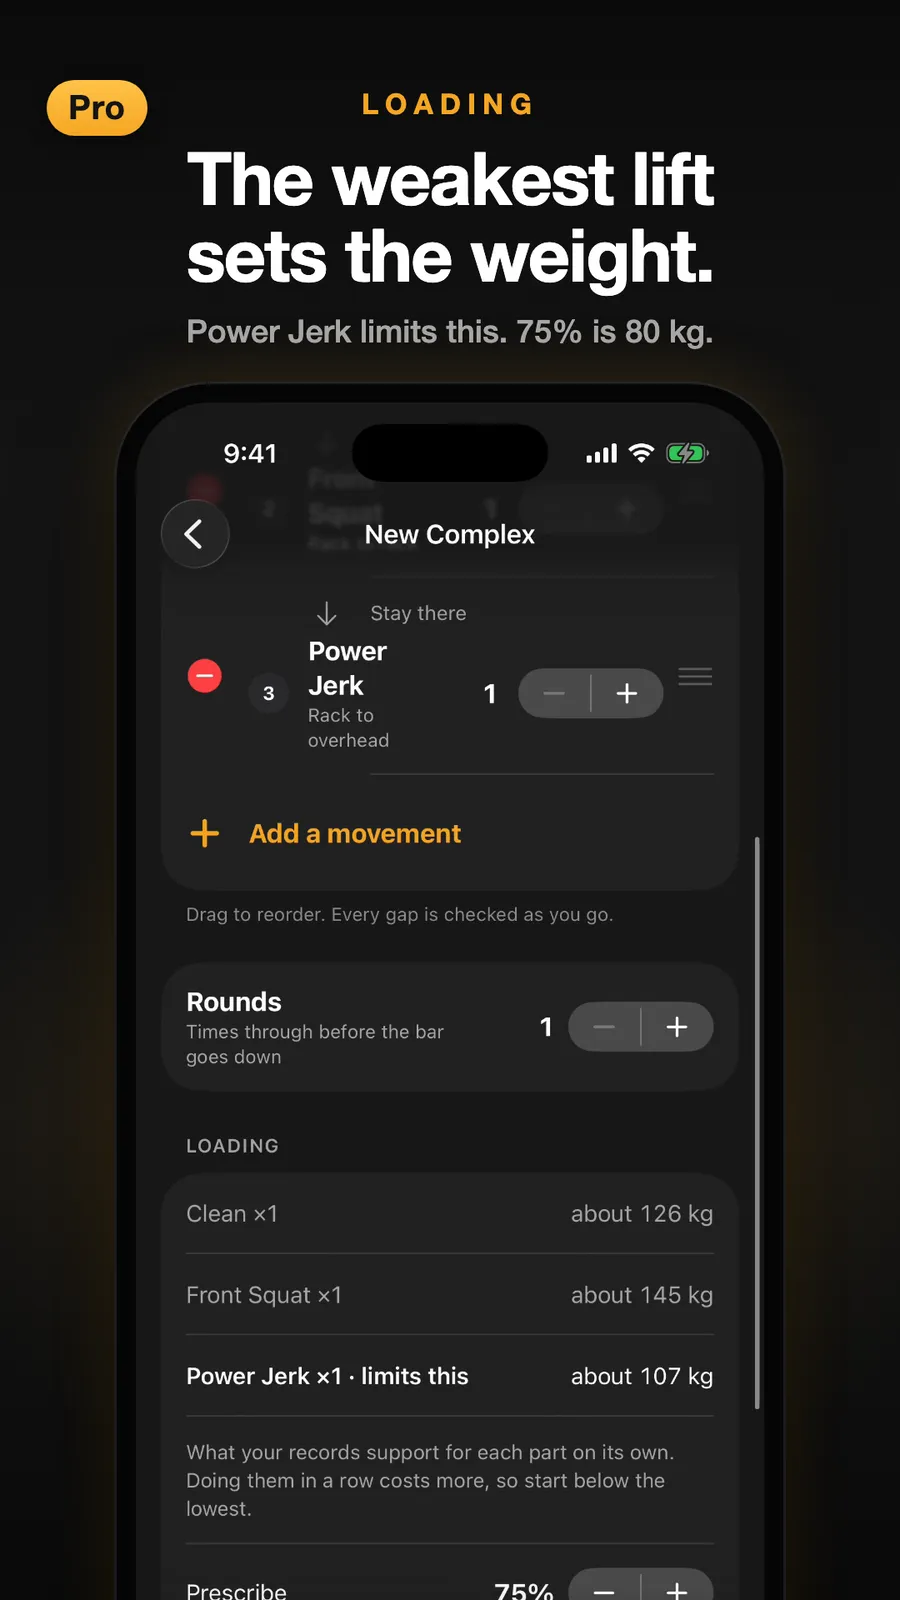 Pro
LOADING
The weakest lift
sets the weight.
Power Jerk limits this. 75% is 80 kg.
9:41
Front
2
1
Squat
New Complex
Stay there
Power
Jerk
3
1
Rack to
overhead
Add a movement
Drag to reorder. Every gap is checked as you go.
Rounds
Times through before the bar
goes down
1
LOADING
Clean ×1
about 126 kg
Front Squat ×1
about 145 kg
Power Jerk ×1 · limits this
about 107 kg
What your records support for each part on its own.
Doing them in a row costs more, so start below the
lowest.
Prescribe
75%